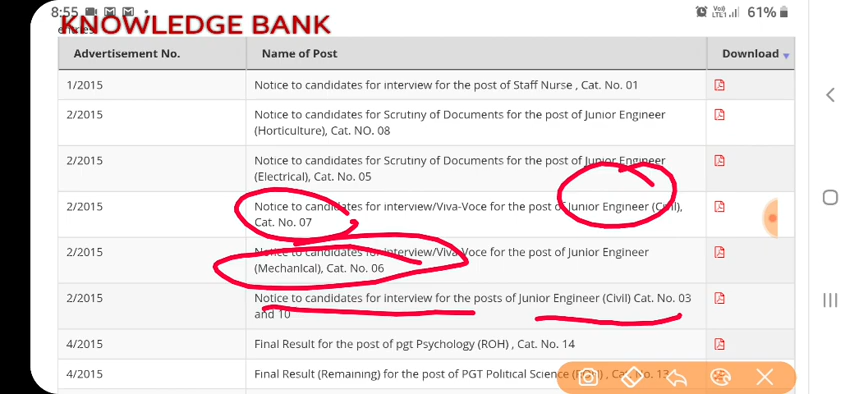 8:55
61%
KNOWLEDGE BANK
entries
Advertisement No. Name of Post Download
1/2015 Notice to candidates for interview for the post of Staff Nurse , Cat. No. 01
2/2015 Notice to candidates for Scrutiny of Documents for the post of Junior Engineer
(Horticulture), Cat. NO. 08
2/2015 Notice to candidates for Scrutiny of Documents for the post of Junior Engineer
(Electrical), Cat. No. 05
2/2015 Notice to candidates for interview/Viva-Voce for the post of Junior Engineer (Civil),
Cat. No. 07
2/2015 Notice to candidates for interview/Viva-Voce for the post of Junior Engineer
(Mechanical), Cat. No. 06
2/2015 Notice to candidates for interview for the posts of Junior Engineer (Civil) Cat. No. 03
and 10
4/2015 Final Result for the post of pgt Psychology (ROH) , Cat. No. 14
4/2015 Final Result (Remaining) for the post of PGT Political Science , Cat. No. 13